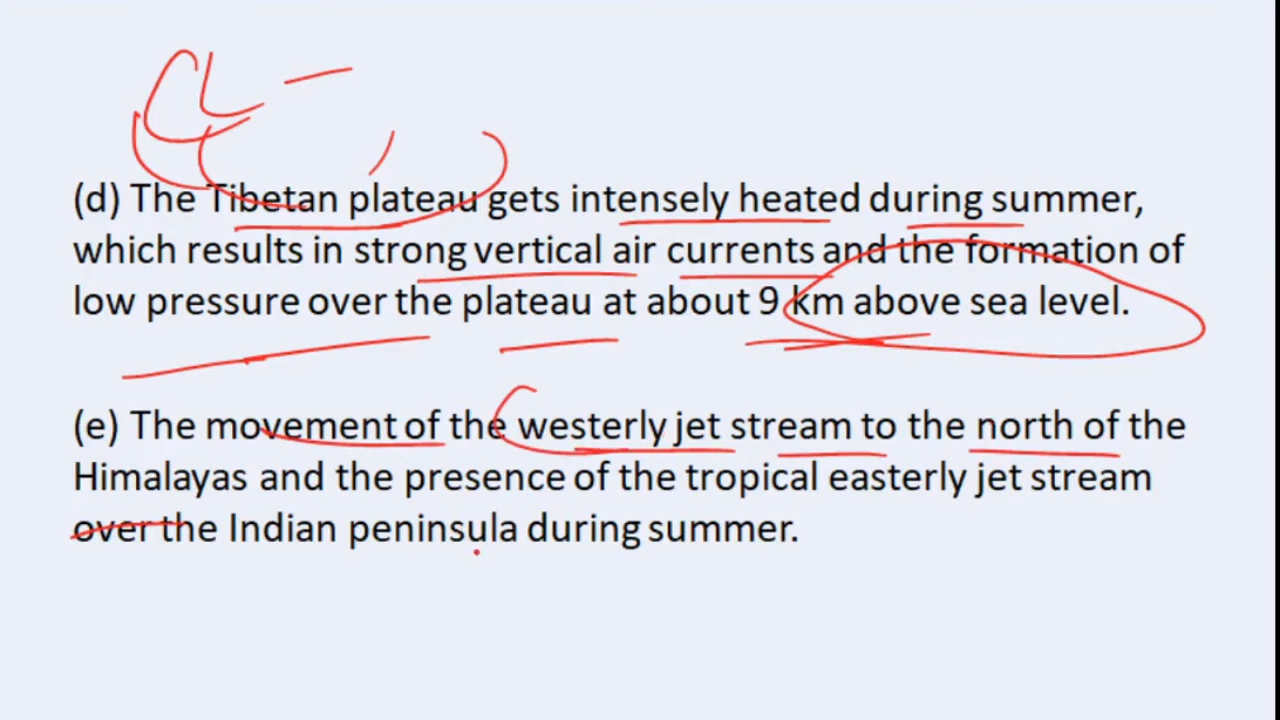 (d) The Tibetan plateau gets intensely heated during summer,
which results in strong vertical air currents and the formation of
low pressure over the plateau at about 9 km above sea level.
(e) The movement of the westerly jet stream to the north of the
Himalayas and the presence of the tropical easterly jet stream
over the Indian peninsula during summer.